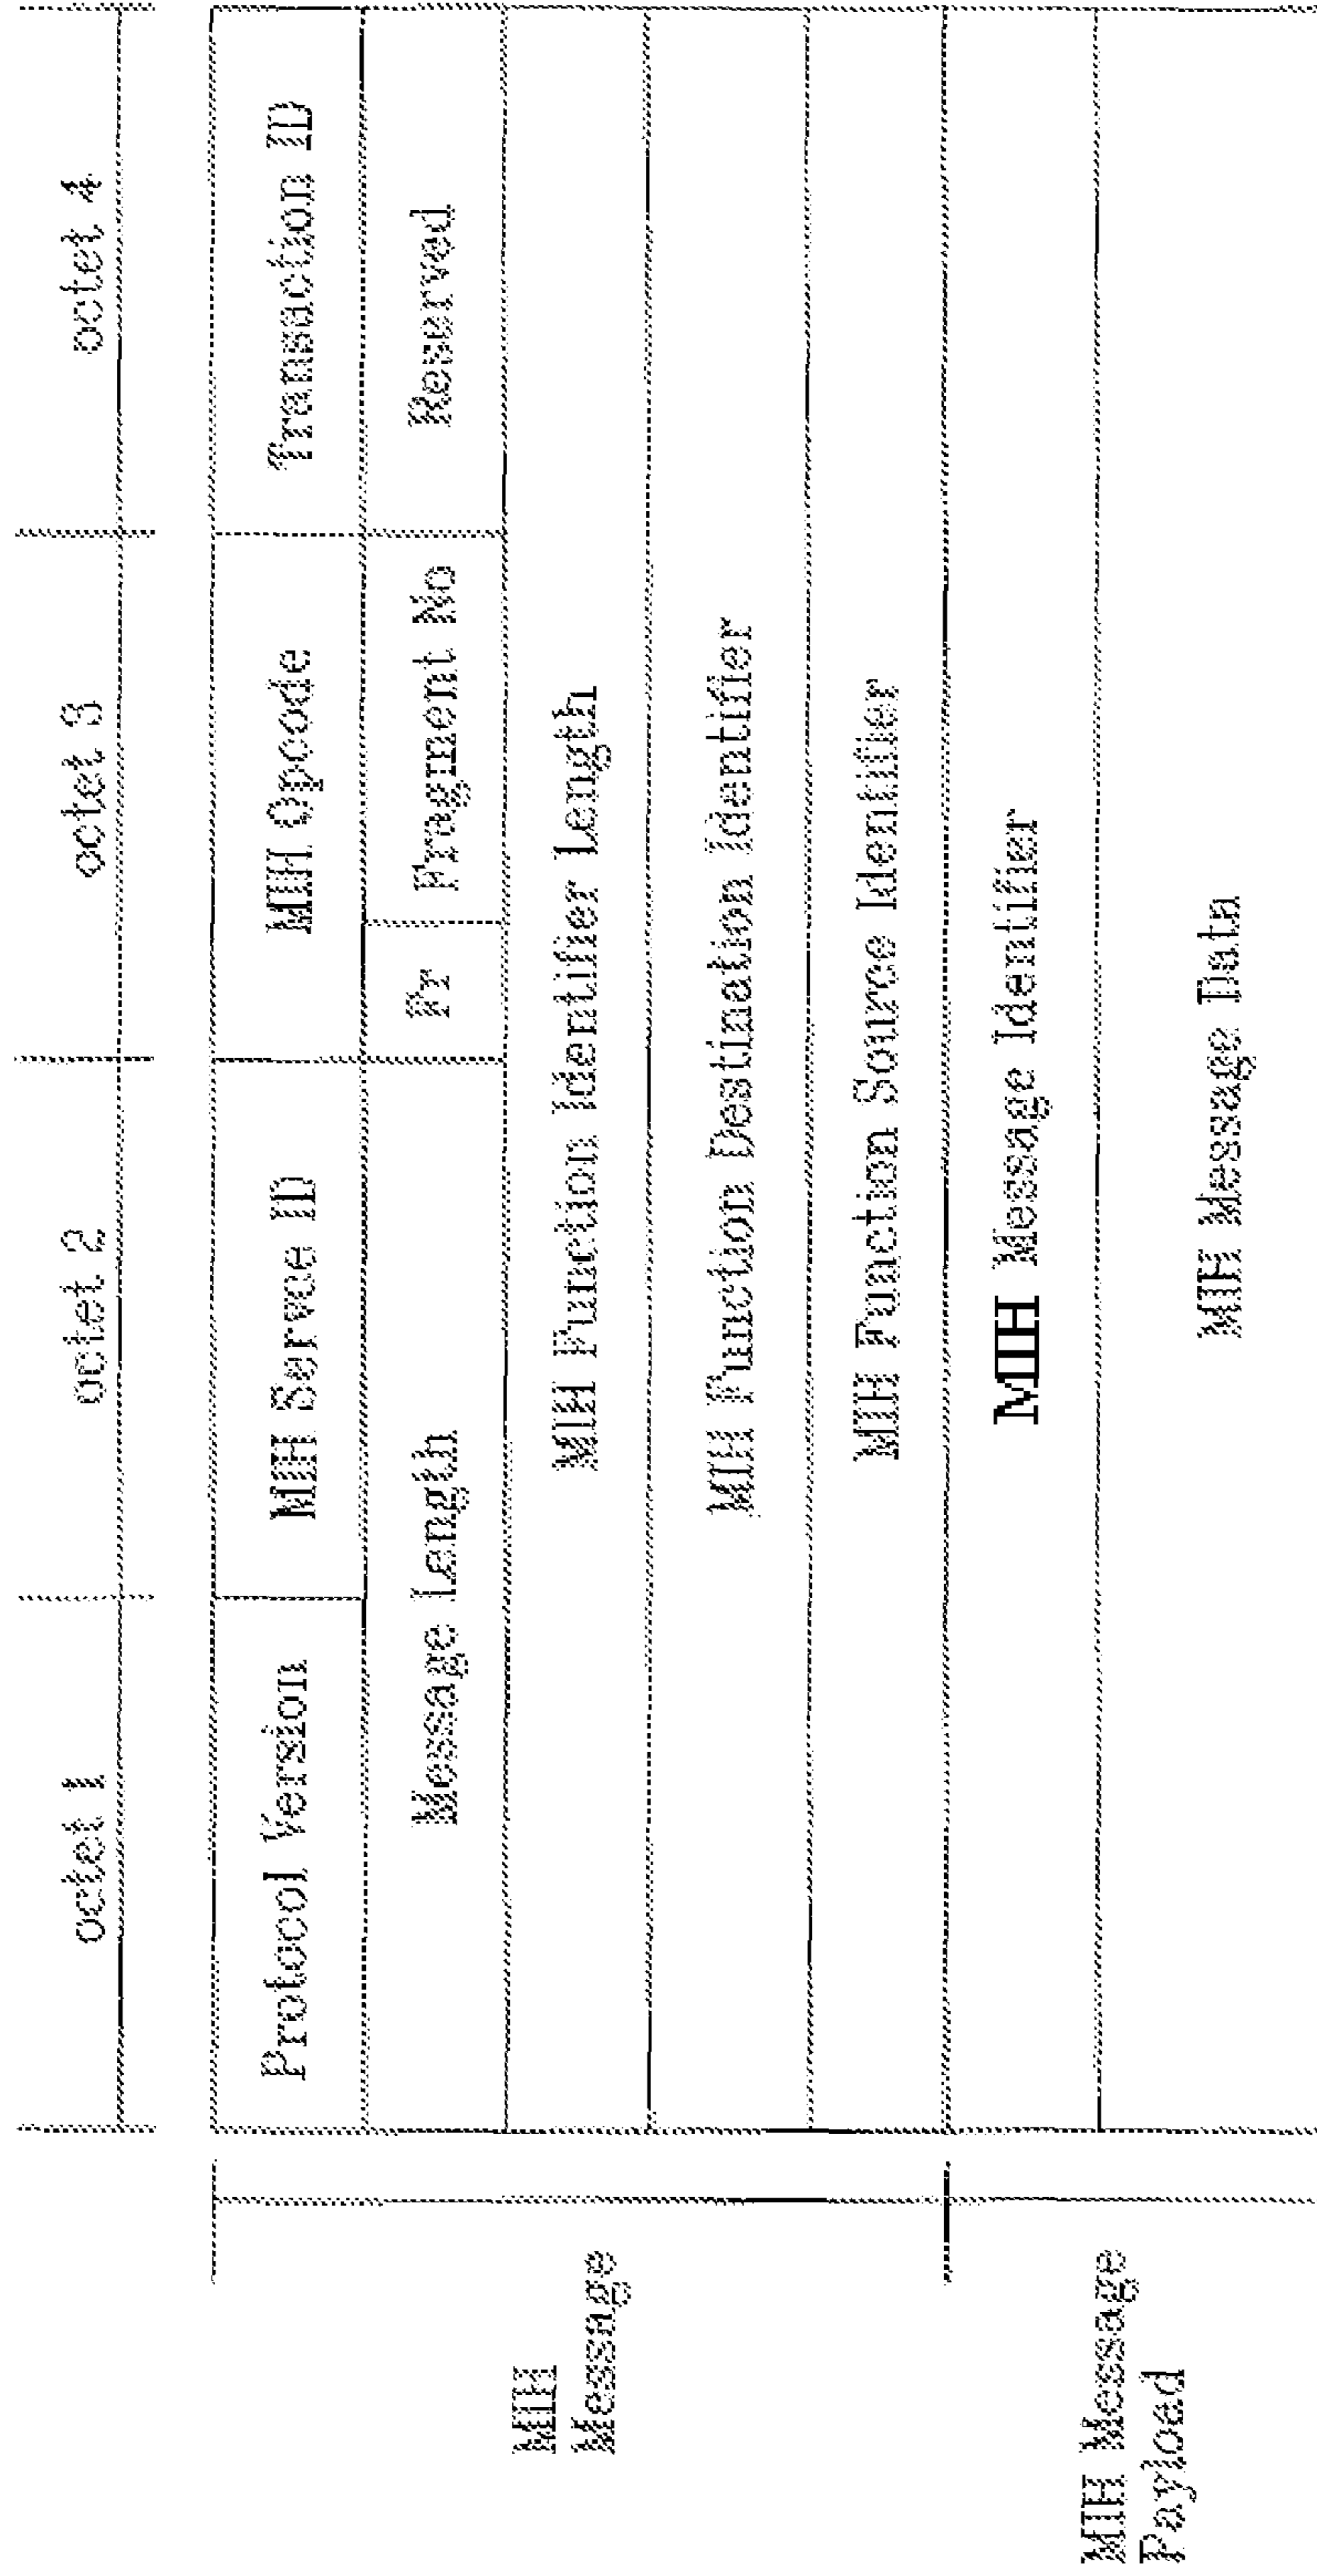 octet 1
octet 2
octet 3
octet 4
Protocol Version
MIH Servce ID
MIH Opcode
Transaction ID
Message Length
Fr
Fragment No
Reserved
MIH Function Identifier Length
MIH Function Destination Identifier
MIH Function Source Identifier
MIH
Message
MIH Message Identifier
MIH Message Data
MIH Message
Payload